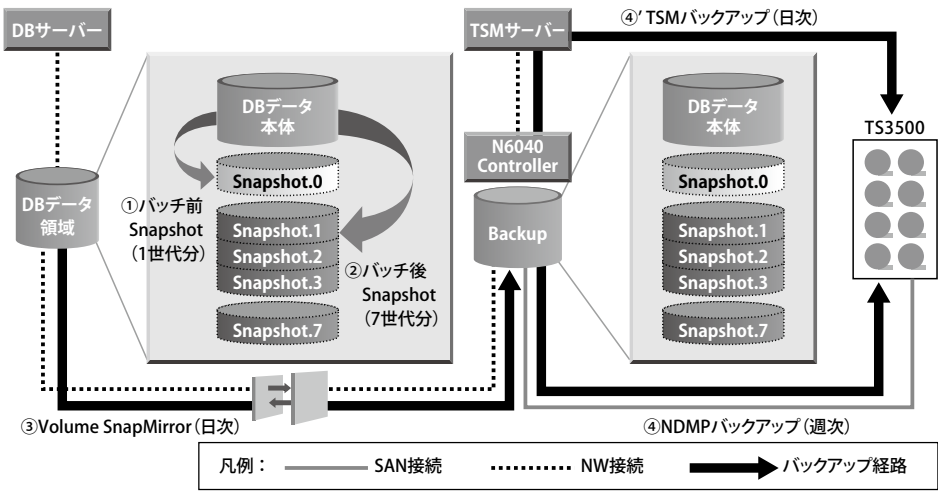 DBサーバー
DBデータ
領域
DBデータ
本体
Snapshot.0
Snapshot.1
Snapshot.2
Snapshot.3
Snapshot.7
①バッチ前
Snapshot
(1世代分)
②バッチ後
Snapshot
(7世代分)
③Volume SnapMirror(日次)
TSMサーバー
④' TSMバックアップ(日次)
N6040
Controller
Backup
DBデータ
本体
Snapshot.0
Snapshot.1
Snapshot.2
Snapshot.3
Snapshot.7
TS3500
④NDMPバックアップ(週次)
凡例:
SAN接続
NW接続
バックアップ経路